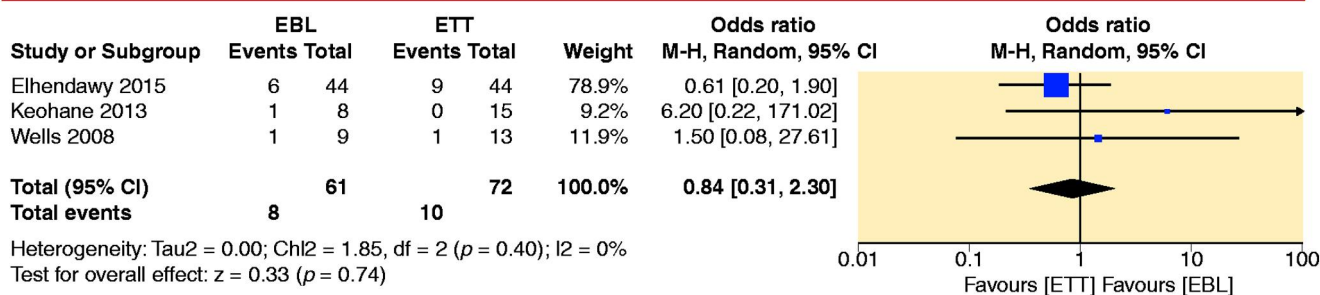 EBL ETT Odds ratio Odds ratio
Study or Subgroup Events Total Events Total Weight M-H, Random, 95% CI M-H, Random, 95% CI
Elhendawy 2015 6 44 9 44 78.9% 0.61 [0.20, 1.90]
Keohane 2013 1 8 0 15 9.2% 6.20 [0.22, 171.02]
Wells 2008 1 9 1 13 11.9% 1.50 [0.08, 27.61]
Total (95% CI) 61 72 100.0% 0.84 [0.31, 2.30]
Total events 8 10
Heterogeneity: Tau2 = 0.00; ChI2 = 1.85, df = 2 (p = 0.40); I2 = 0%
Test for overall effect: z = 0.33 (p = 0.74)
0.01 0.1 1 10 100
Favours [ETT] Favours [EBL]